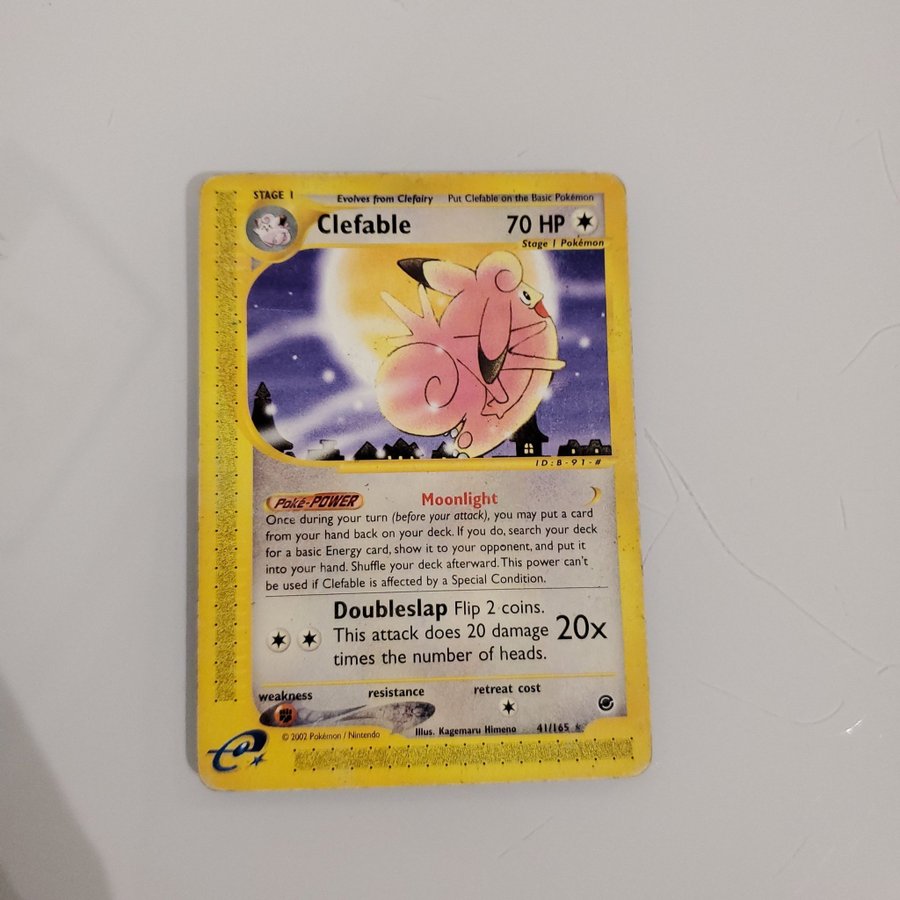 STAGE 1
Evolves from Clefairy Put Clefable on the Basic Pokémon
Clefable 70 HP
Stage 1 Pokémon
ID:B-91-#
Poké-POWER Moonlight
Once during your turn (before your attack), you may put a card
from your hand back on your deck. If you do, search your deck
for a basic Energy card, show it to your opponent, and put it
into your hand. Shuffle your deck afterward. This power can't
be used if Clefable is affected by a Special Condition.
Doubleslap Flip 2 coins.
This attack does 20 damage 20x
times the number of heads.
weakness resistance retreat cost
Illus. Kagemaru Himeno 41/165
© 2002 Pokémon / Nintendo
e